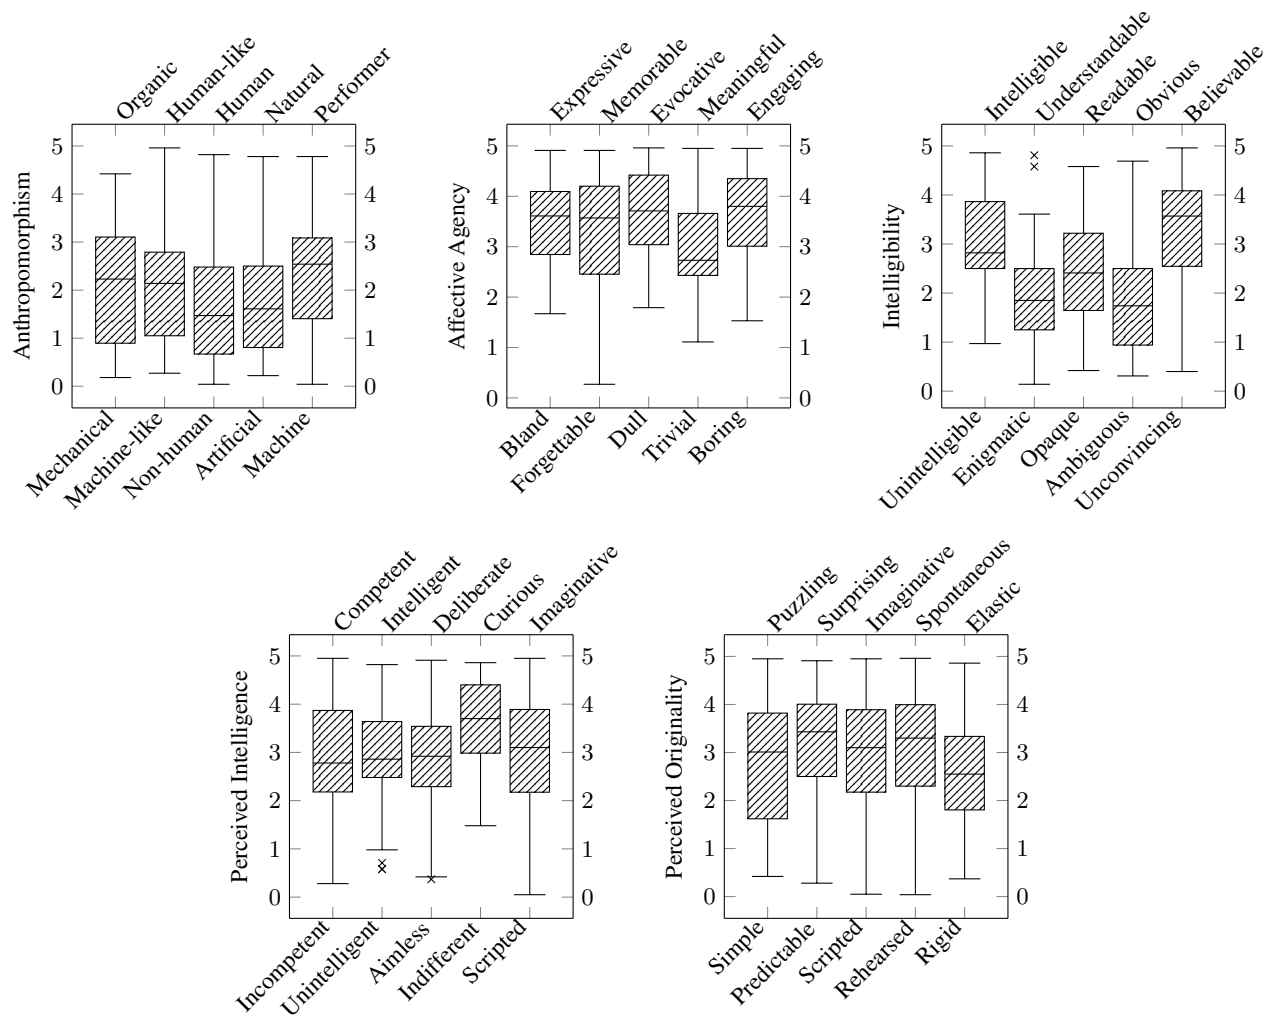 Organic
Human-like
Human
Natural
Performer
5 5
4 4
3 3
2 2
1 1
0 0
Anthropomorphism
Mechanical
Machine-like
Non-human
Artificial
Machine
Expressive
Memorable
Evocative
Meaningful
Engaging
5 5
4 4
3 3
2 2
1 1
0 0
Affective Agency
Bland
Forgettable
Dull
Trivial
Boring
Intelligible
Understandable
Readable
Obvious
Believable
5 5
4 4
3 3
2 2
1 1
0 0
Intelligibility
Unintelligible
Enigmatic
Opaque
Ambiguous
Unconvincing
Competent
Intelligent
Deliberate
Curious
Imaginative
5 5
4 4
3 3
2 2
1 1
0 0
Perceived Intelligence
Incompetent
Unintelligent
Aimless
Indifferent
Scripted
Puzzling
Surprising
Imaginative
Spontaneous
Elastic
5 5
4 4
3 3
2 2
1 1
0 0
Perceived Originality
Simple
Predictable
Scripted
Rehearsed
Rigid